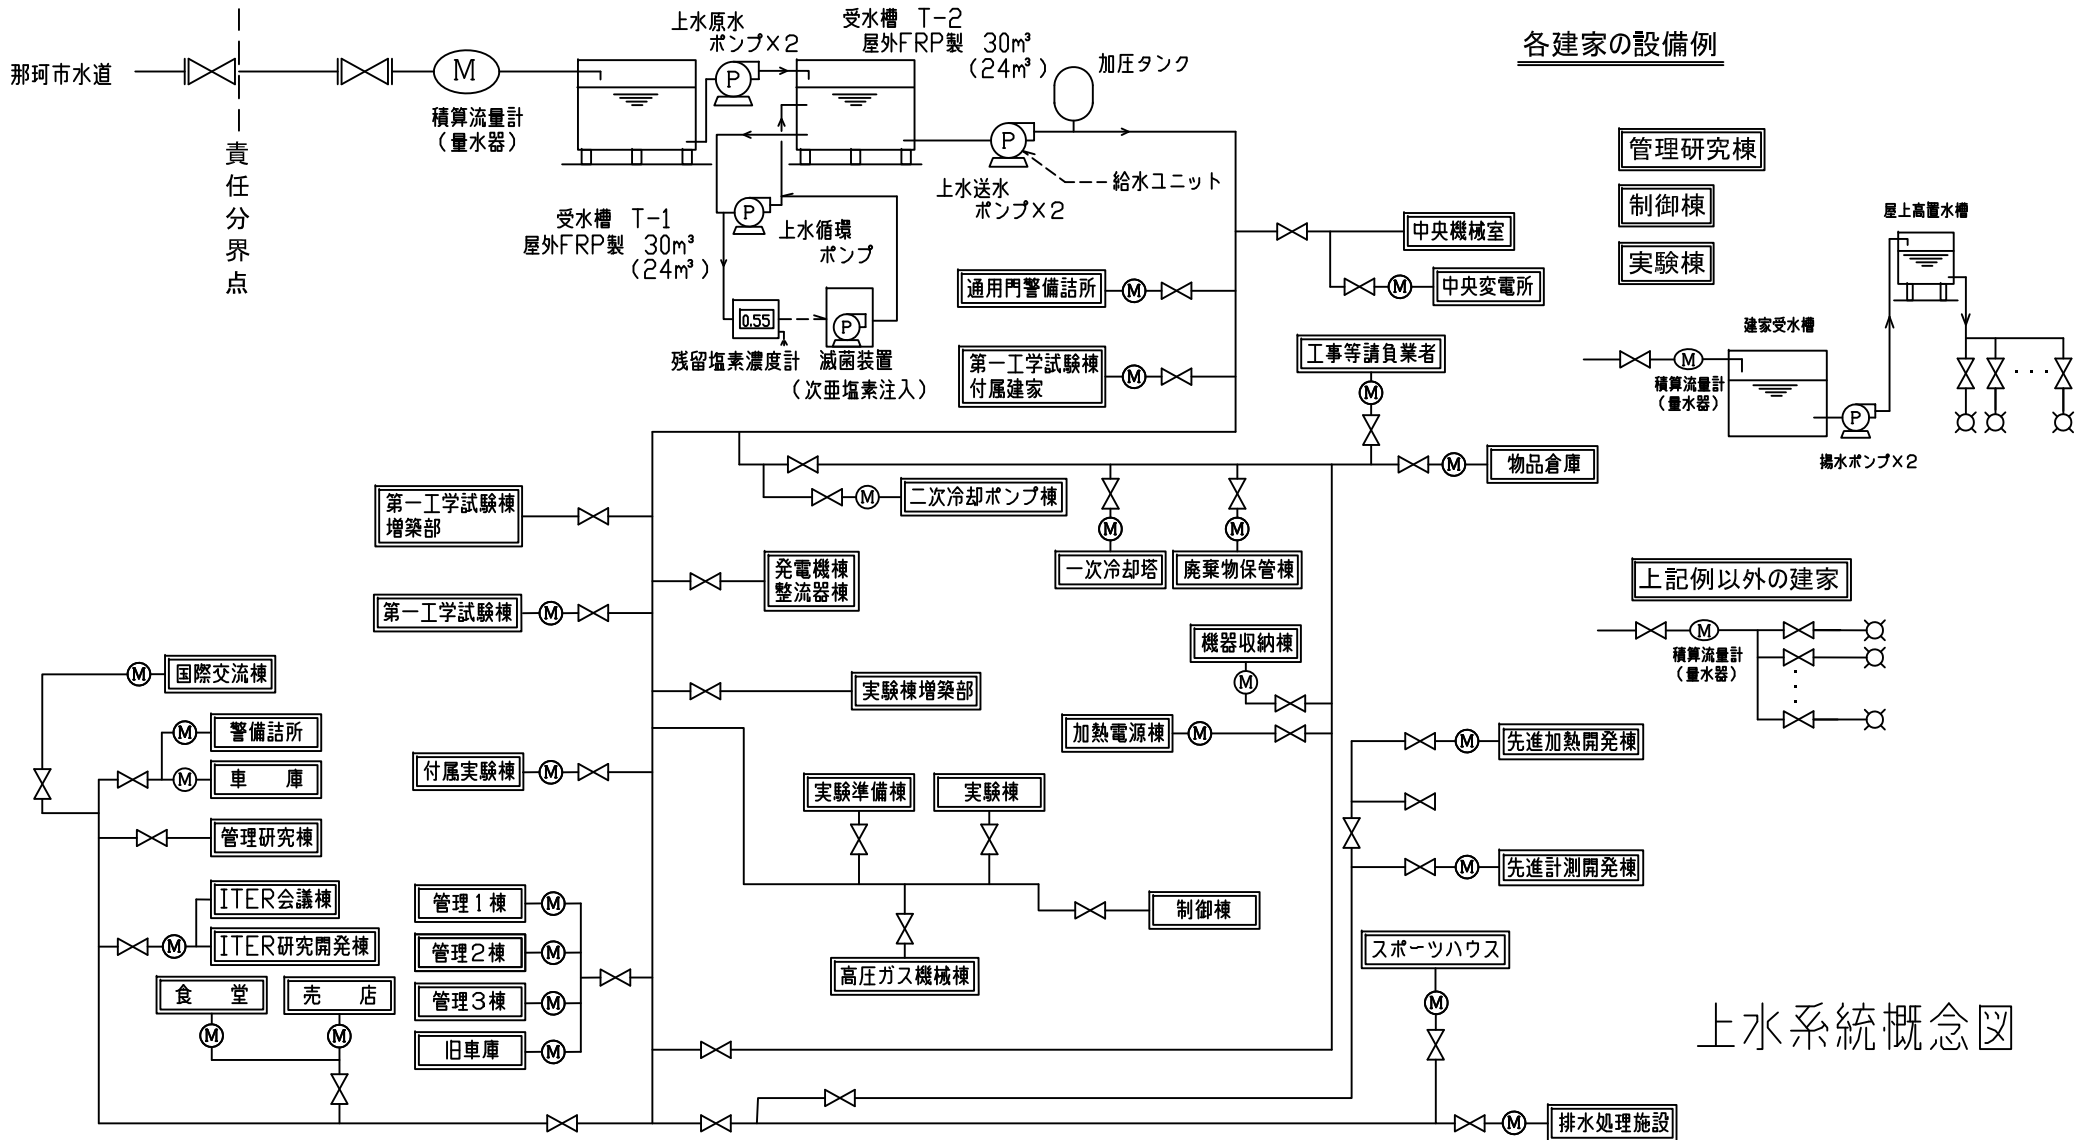 那珂市水道
責任分界点
M
積算流量計
(量水器)
上水原水
ポンプ×2
P
受水槽 T-2
屋外FRP製 30m³
(24m³)
加圧タンク
P
給水ユニット
上水送水
ポンプ×2
受水槽 T-1
屋外FRP製 30m³
(24m³)
P
上水循環
ポンプ
0.55
P
残留塩素濃度計
滅菌装置
(次亜塩素注入)
各建家の設備例
管理研究棟
制御棟
実験棟
屋上高置水槽
建家受水槽
M
積算流量計
(量水器)
P
揚水ポンプ×2
上記例以外の建家
M
積算流量計
(量水器)
中央機械室
M
中央変電所
通用門警備詰所
M
第一工学試験棟
付属建家
M
工事等請負業者
M
M
物品倉庫
M
二次冷却ポンプ棟
M
一次冷却塔
M
廃棄物保管棟
第一工学試験棟
増築部
発電機棟
整流器棟
第一工学試験棟
M
機器収納棟
M
加熱電源棟
M
実験棟増築部
付属実験棟
M
実験準備棟
実験棟
制御棟
高圧ガス機械棟
M
国際交流棟
M
警備詰所
M
車 庫
管理研究棟
ITER会議棟
M
ITER研究開発棟
食 堂
M
売 店
M
管理1棟
M
管理2棟
M
管理3棟
M
旧車庫
M
M
先進加熱開発棟
M
先進計測開発棟
スポーツハウス
M
M
排水処理施設
上水系統概念図